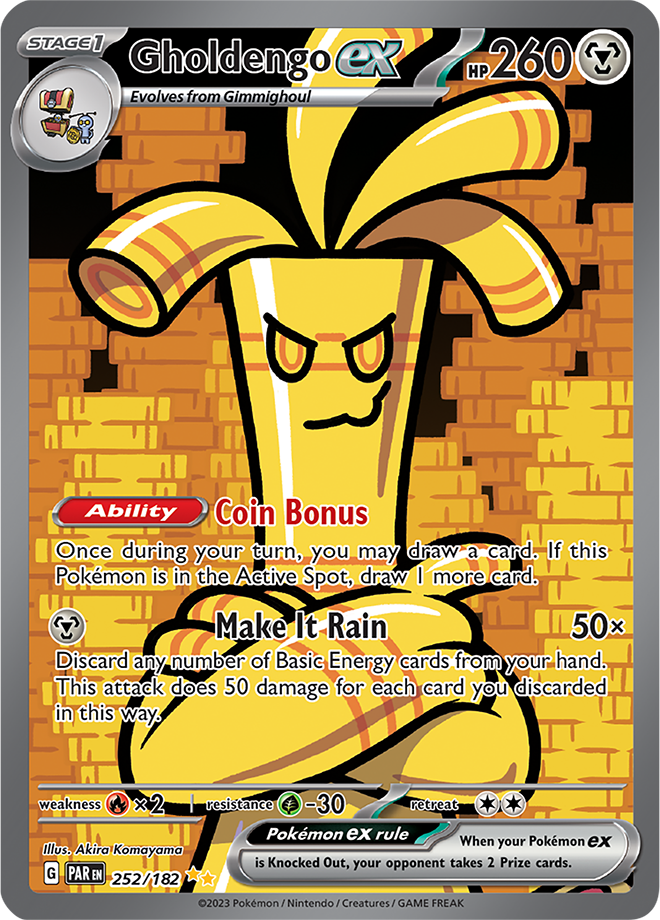 STAGE 1
Gholdengo ex
HP 260
Evolves from Gimmighoul
Ability Coin Bonus
Once during your turn, you may draw a card. If this
Pokémon is in the Active Spot, draw 1 more card.
Make It Rain 50×
Discard any number of Basic Energy cards from your hand.
This attack does 50 damage for each card you discarded
in this way.
weakness ×2 resistance -30 retreat
Illus. Akira Komayama
Pokémon ex rule
When your Pokémon ex
is Knocked Out, your opponent takes 2 Prize cards.
G PAR EN 252/182
©2023 Pokémon / Nintendo / Creatures / GAME FREAK